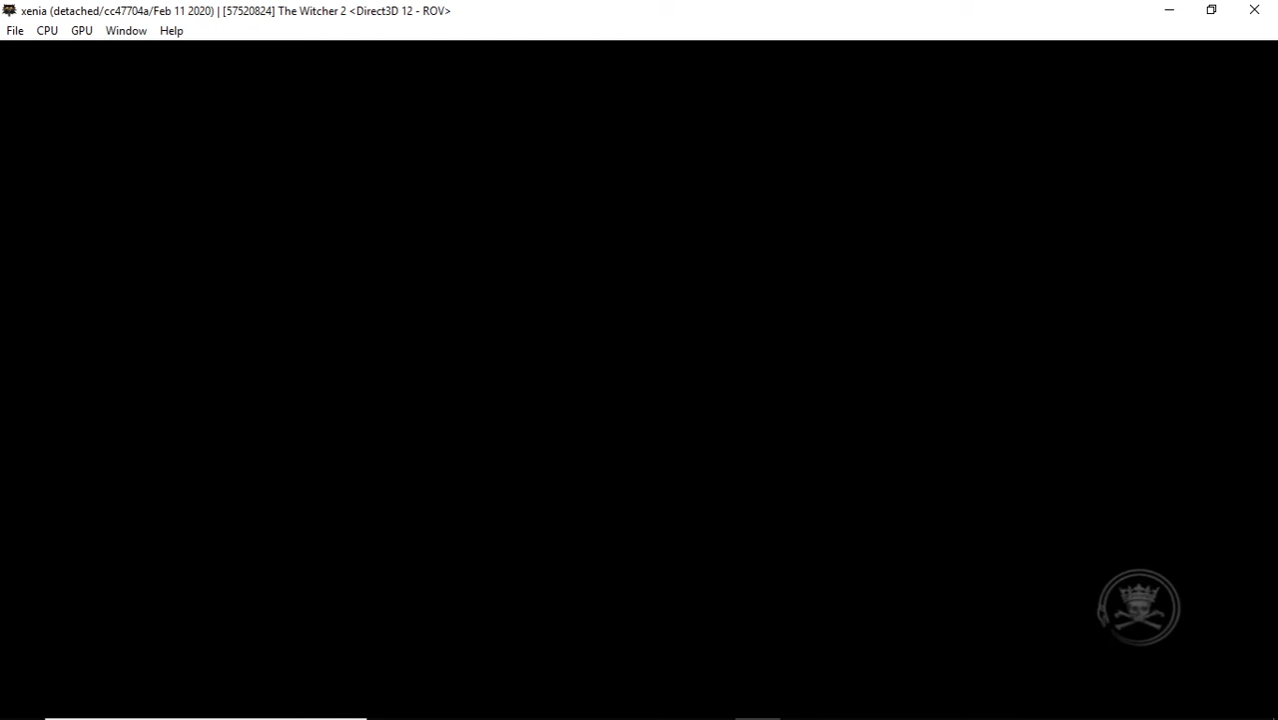 xenia (detached/cc47704a/Feb 11 2020) | [57520824] The Witcher 2 <Direct3D 12 - ROV>
File CPU GPU Window Help